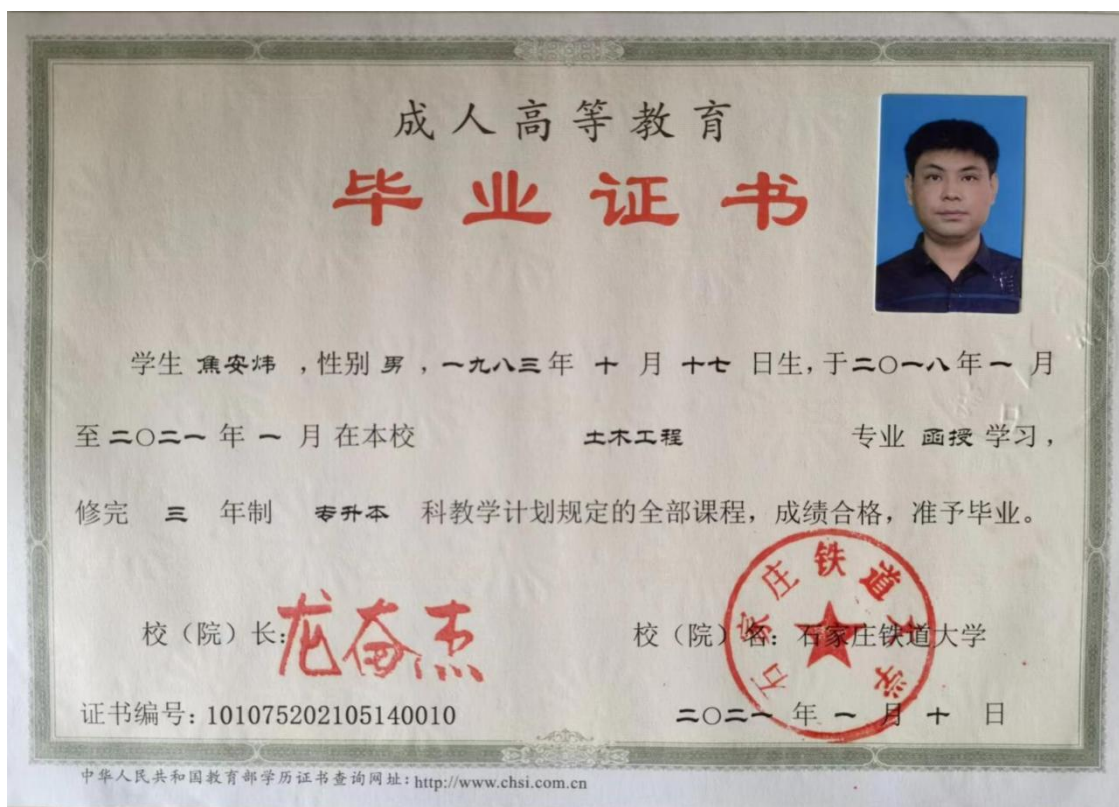 成人高等教育
毕业证书
学生 焦安炜 ，性别 男 ，一九八三年 十 月 十七 日生，于二〇一八年 一 月
至 二〇二一 年 一 月 在本校 土木工程 专业 函授 学习，
修完 三 年制 专升本 科教学计划规定的全部课程，成绩合格，准予毕业。
校（院）长：龙奋杰 校（院）名：石家庄铁道大学
石家庄铁道大学
证书编号：101075202105140010 二〇二一 年 一 月 十 日
中华人民共和国教育部学历证书查询网址：http://www.chsi.com.cn